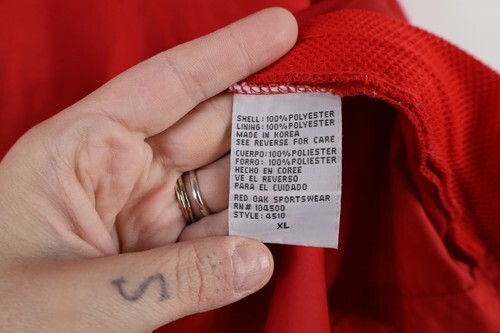 SHELL: 100% POLYESTER
LINING: 100% POLYESTER
MADE IN KOREA
SEE REVERSE FOR CARE
CUERPO: 100% POLIESTER
FORRO: 100% POLIESTER
HECHO EN COREE
VE EL REVERSO
PARA EL CUIDADO
RED OAK SPORTSWEAR
RN# 104500
STYLE: 4510
XL